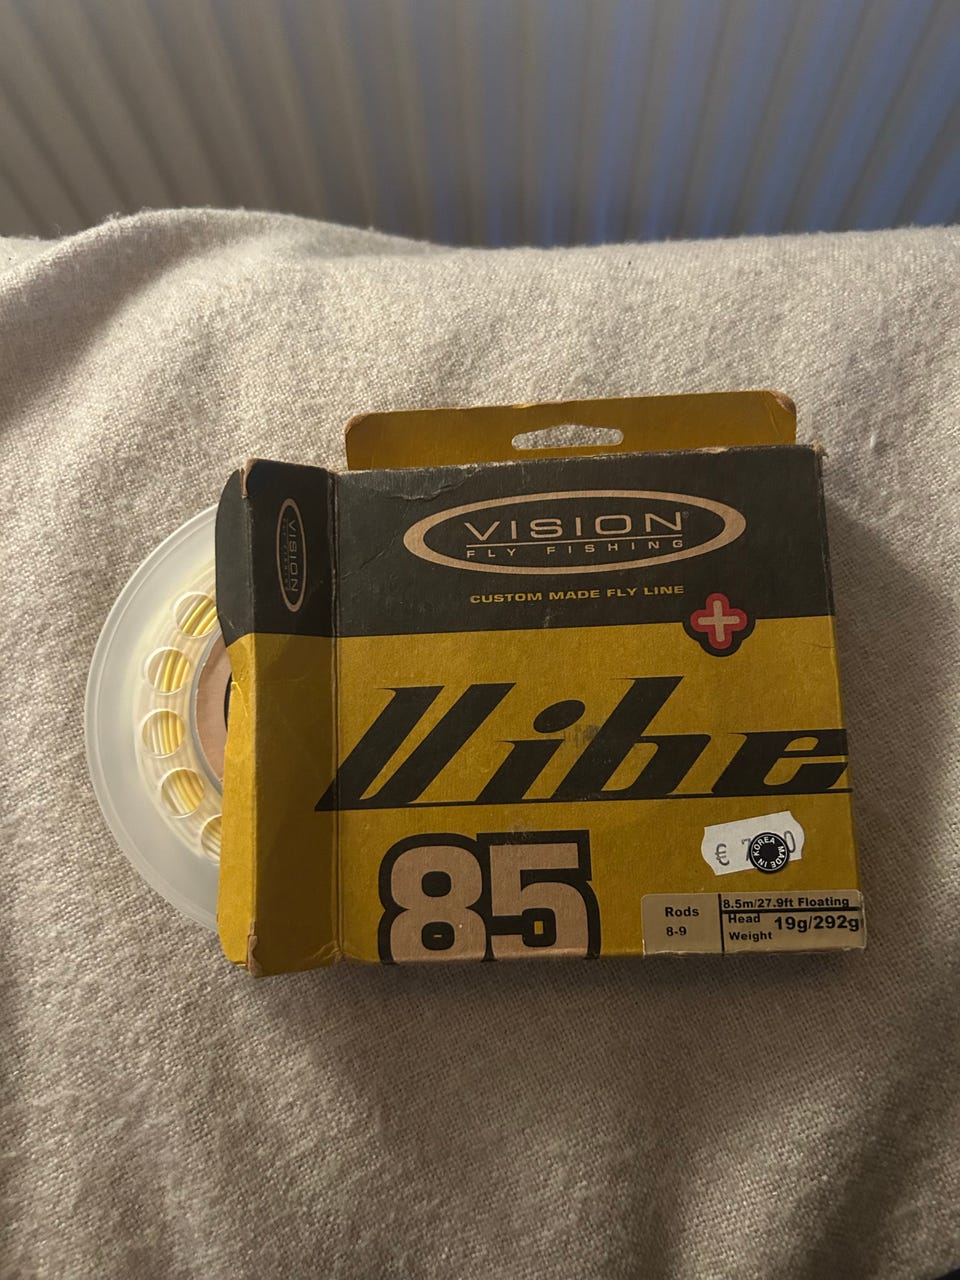 VISION®
FLY FISHING
CUSTOM MADE FLY LINE
VISION
Vibe
85
€
MADE IN KOREA
Rods
8-9
8.5m/27.9ft Floating
Head
Weight
19g/292g